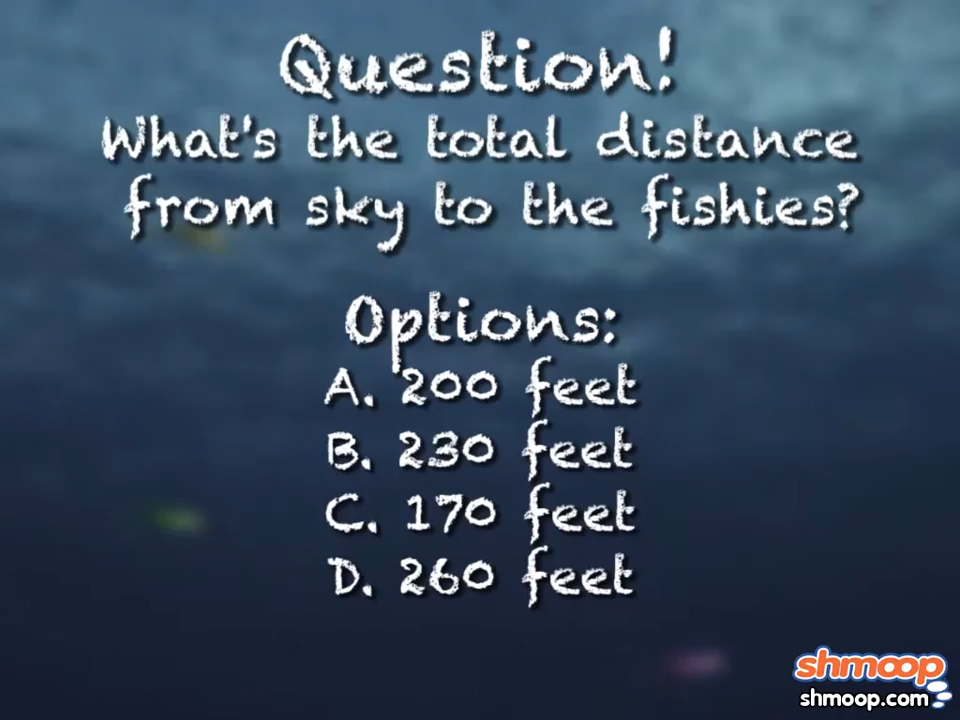 Question!
What's the total distance
from sky to the fishies?
Options:
A. 200 feet
B. 230 feet
C. 170 feet
D. 260 feet
shmoop
shmoop.com